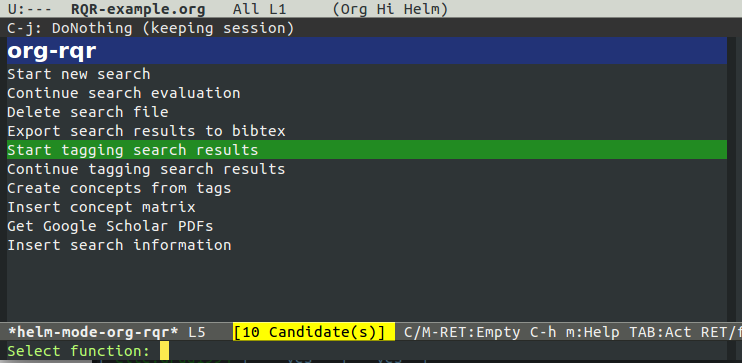 U:--- RQR-example.org All L1 (Org Hi Helm)
C-j: DoNothing (keeping session)
org-rqr
Start new search
Continue search evaluation
Delete search file
Export search results to bibtex
Start tagging search results
Continue tagging search results
Create concepts from tags
Insert concept matrix
Get Google Scholar PDFs
Insert search information
*helm-mode-org-rqr* L5 [10 Candidate(s)] C/M-RET:Empty C-h m:Help TAB:Act RET/f
Select function: